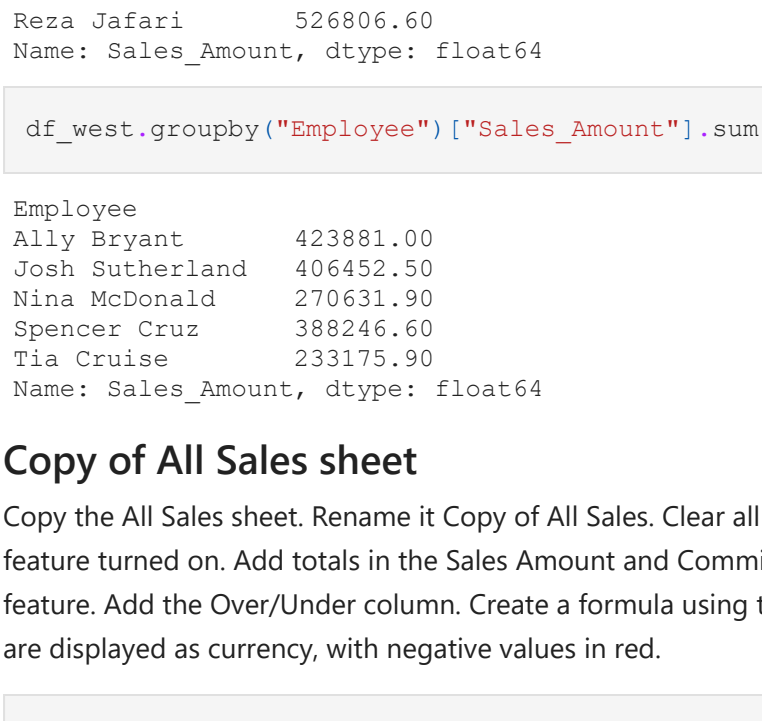 Reza Jafari 526806.60
Name: Sales_Amount, dtype: float64
df_west.groupby("Employee")["Sales_Amount"].sum
Employee
Ally Bryant 423881.00
Josh Sutherland 406452.50
Nina McDonald 270631.90
Spencer Cruz 388246.60
Tia Cruise 233175.90
Name: Sales_Amount, dtype: float64
Copy of All Sales sheet
Copy the All Sales sheet. Rename it Copy of All Sales. Clear all
feature turned on. Add totals in the Sales Amount and Commi
feature. Add the Over/Under column. Create a formula using t
are displayed as currency, with negative values in red.